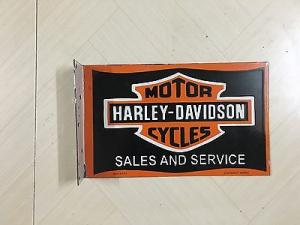 MOTOR
HARLEY-DAVIDSON
CYCLES
SALES AND SERVICE